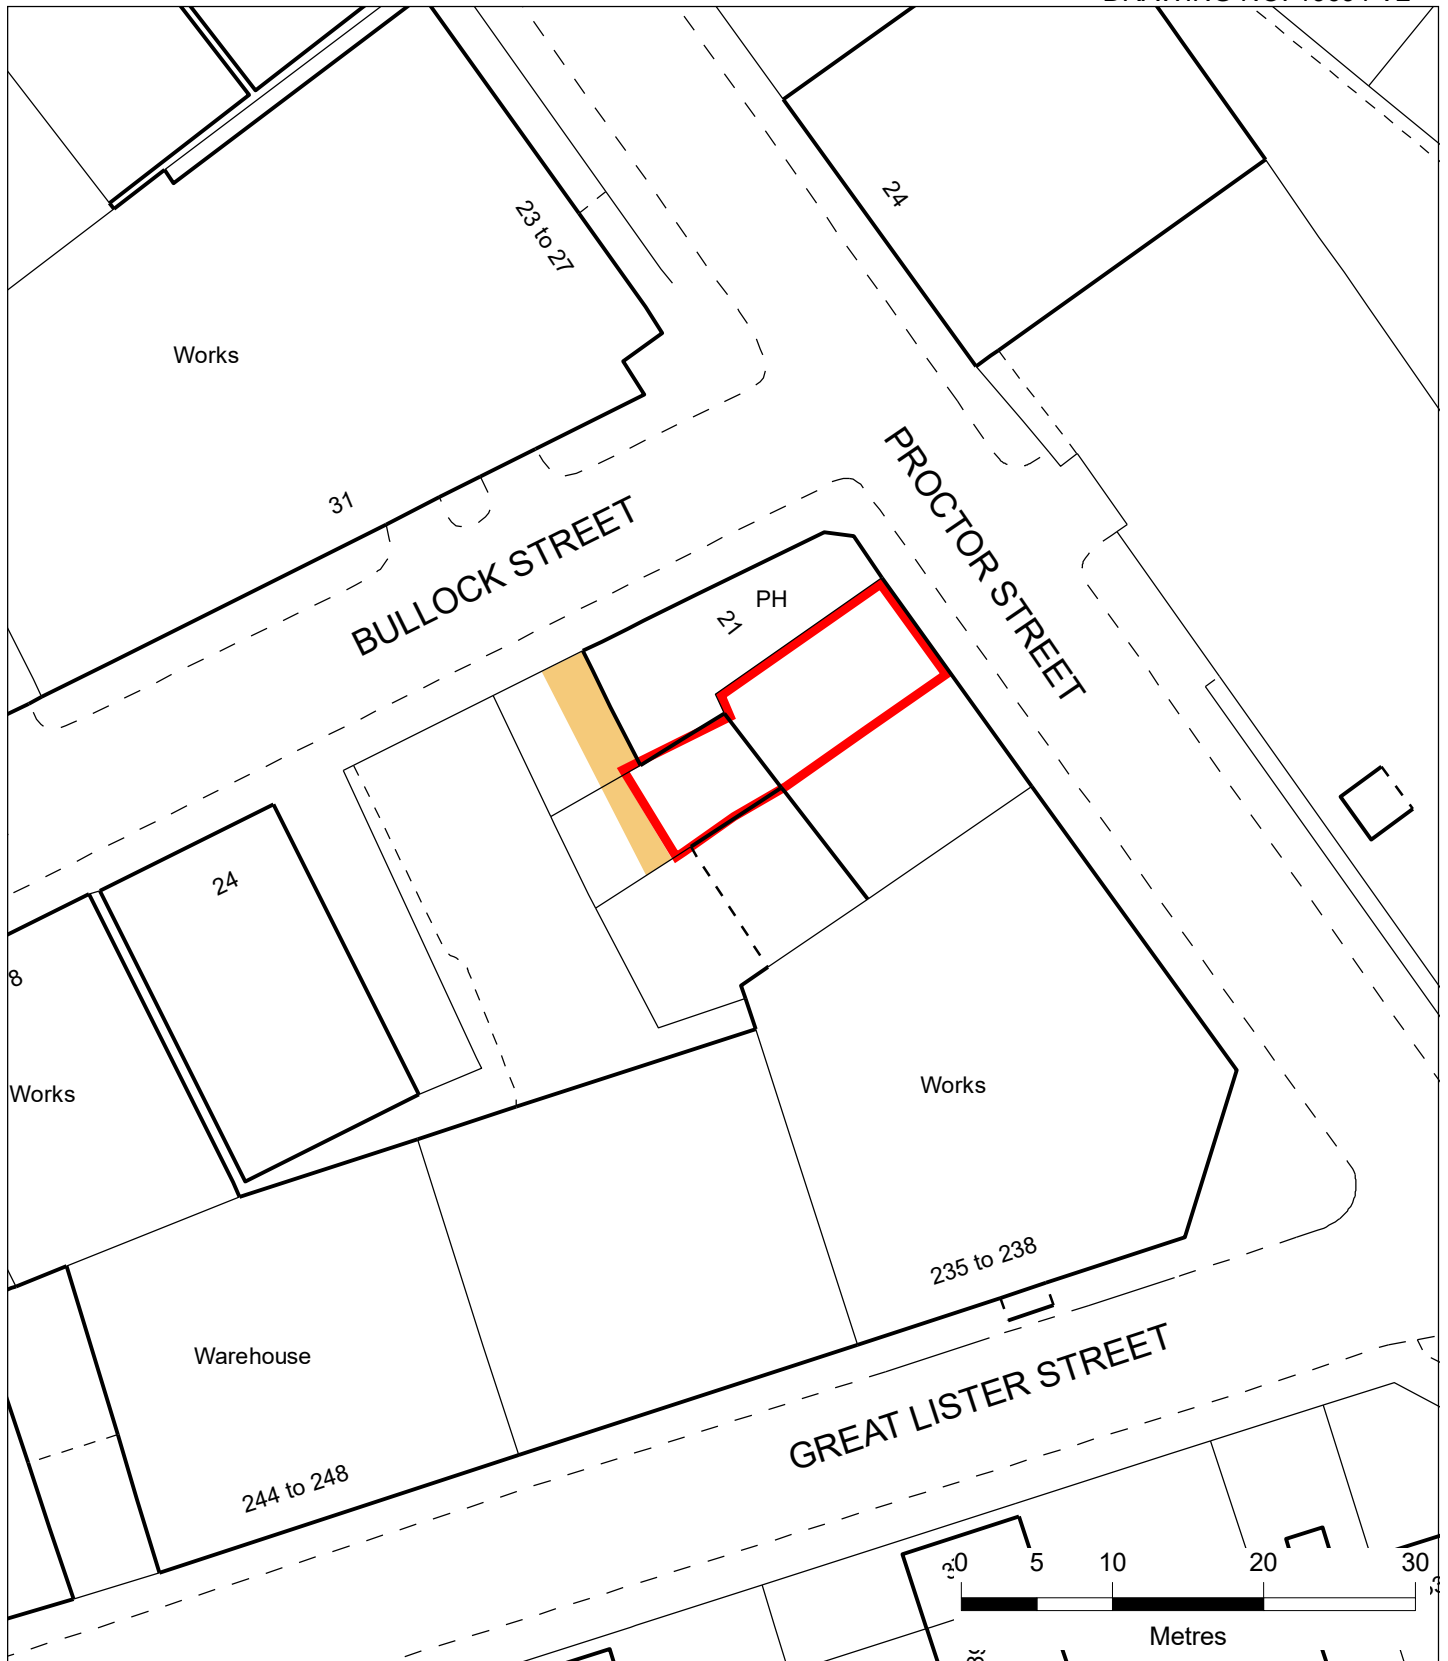 24
23 to 27
Works
31
BULLOCK STREET
PROCTOR STREET
PH
21
24
8
Works
Works
235 to 238
Warehouse
GREAT LISTER STREET
244 to 248
0 5 10 20 30
Metres